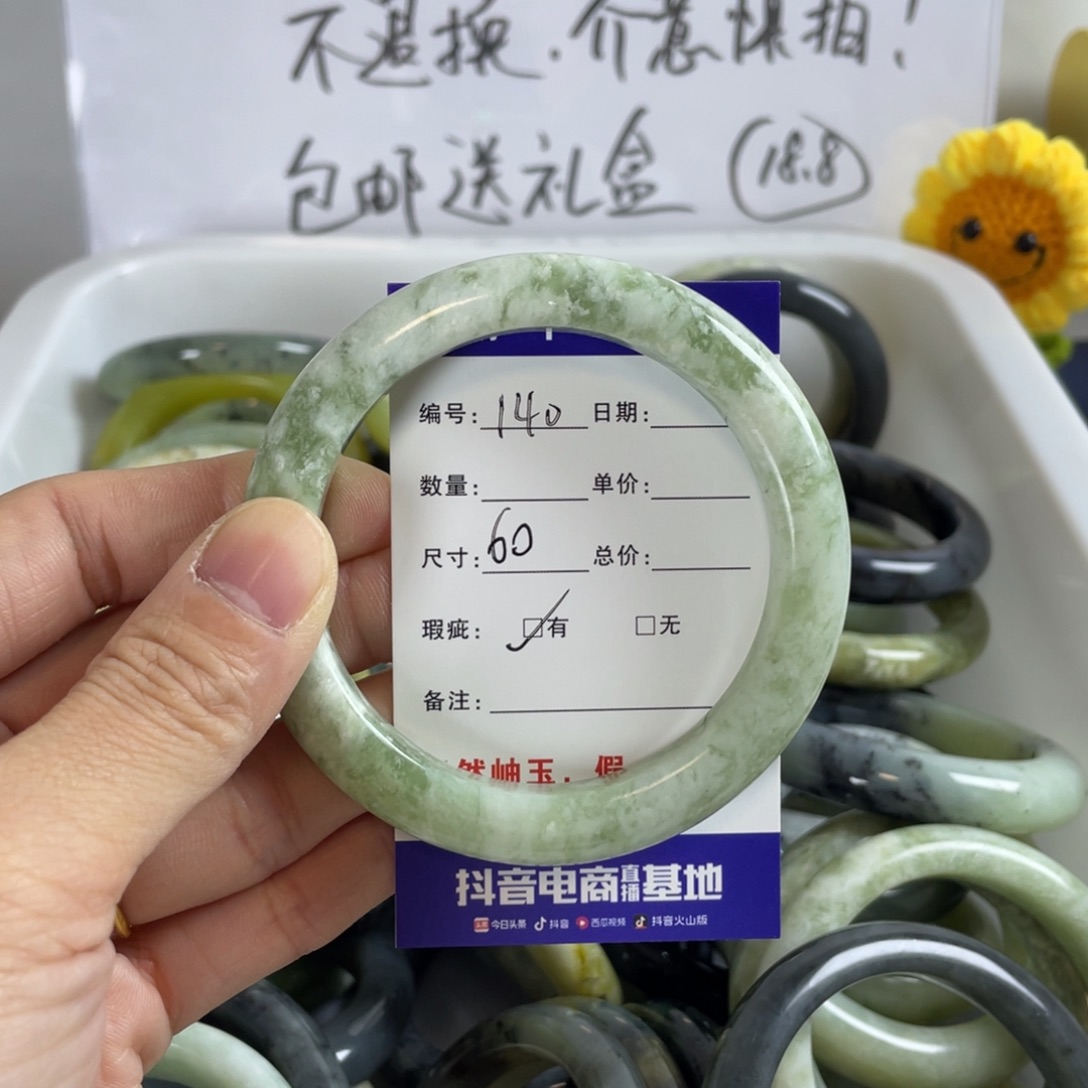 不退换.介意慎拍!
包邮送礼盒 18.8
编号: 140 日期:
数量: 单价:
尺寸: 60 总价:
瑕疵: 有 无
备注:
然岫玉,假
抖音电商直播基地
今日头条 抖音 西瓜视频 抖音火山版